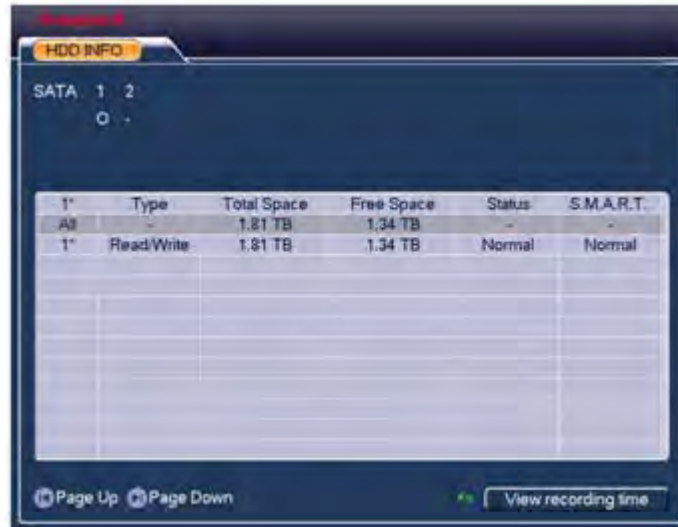 HDD INFO
SATA 1 2
O -
1* Type Total Space Free Space Status S.M.A.R.T.
All - 1.81 TB 1.34 TB - -
1* Read/Write 1.81 TB 1.34 TB Normal Normal
Page Up Page Down View recording time